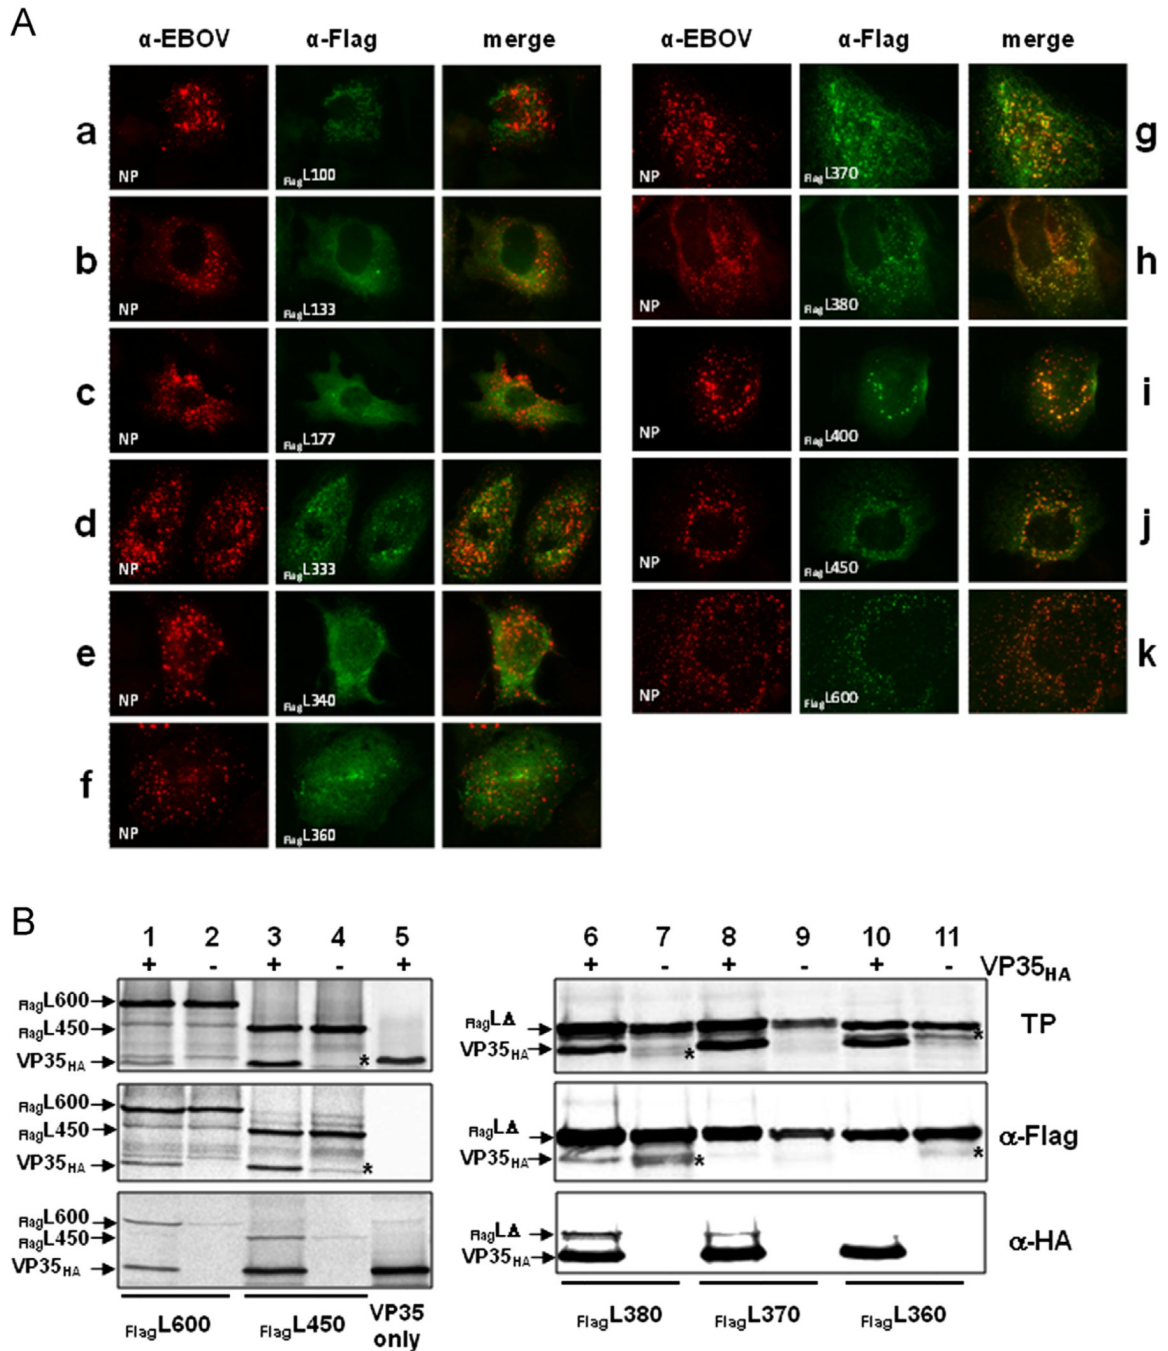 A
α-EBOV α-Flag merge α-EBOV α-Flag merge
a NP FlagL100
NP FlagL370 g
b NP FlagL133
NP FlagL380 h
c NP FlagL177
NP FlagL400 i
d NP FlagL333
NP FlagL450 j
e NP FlagL340
NP FlagL600 k
f NP FlagL360
B
1 2 3 4 5 6 7 8 9 10 11
+ - + - + + - + - + - VP35HA
FlagL600
FlagL450
VP35HA *
FlagLΔ
VP35HA * *
TP
FlagL600
FlagL450
VP35HA *
FlagLΔ
VP35HA * *
α-Flag
FlagL600
FlagL450
VP35HA
FlagLΔ
VP35HA
α-HA
FlagL600 FlagL450 VP35 only FlagL380 FlagL370 FlagL360